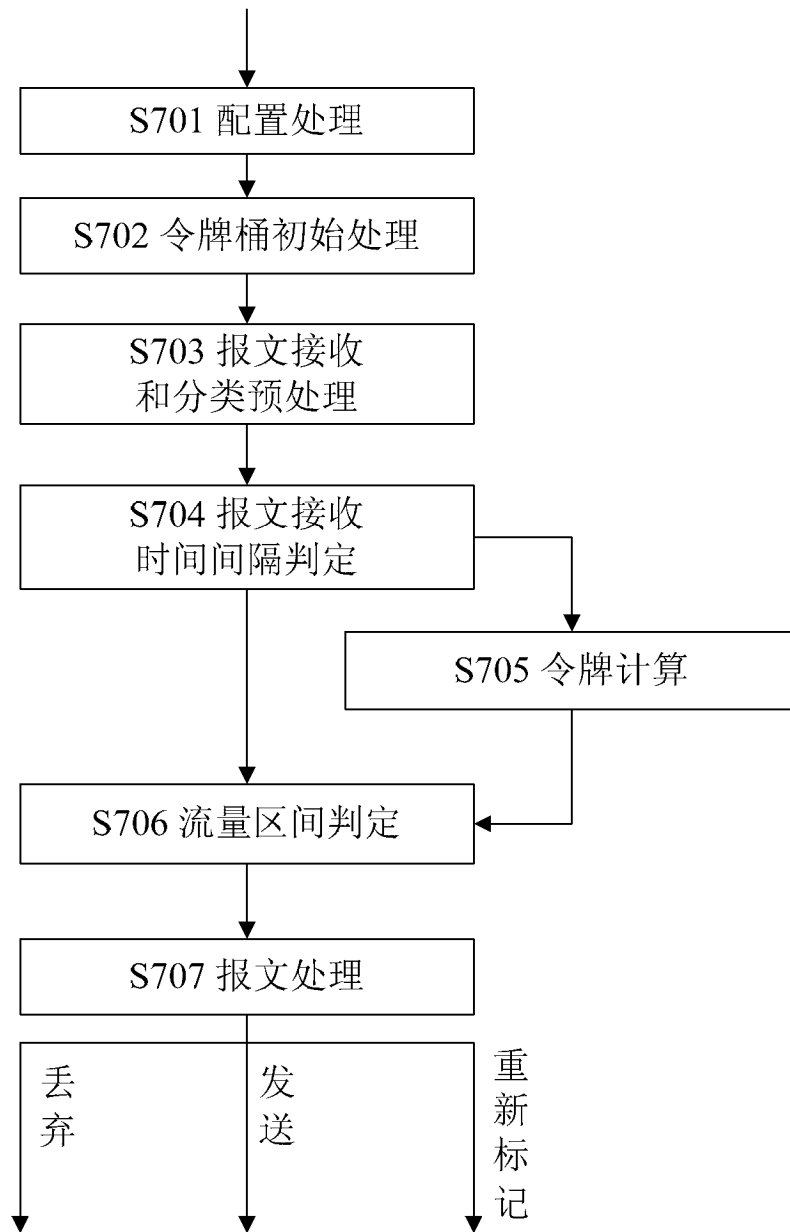 S701 配置处理
S702 令牌桶初始处理
S703 报文接收
和分类预处理
S704 报文接收
时间间隔判定
S705 令牌计算
S706 流量区间判定
S707 报文处理
丢弃
发送
重新标记